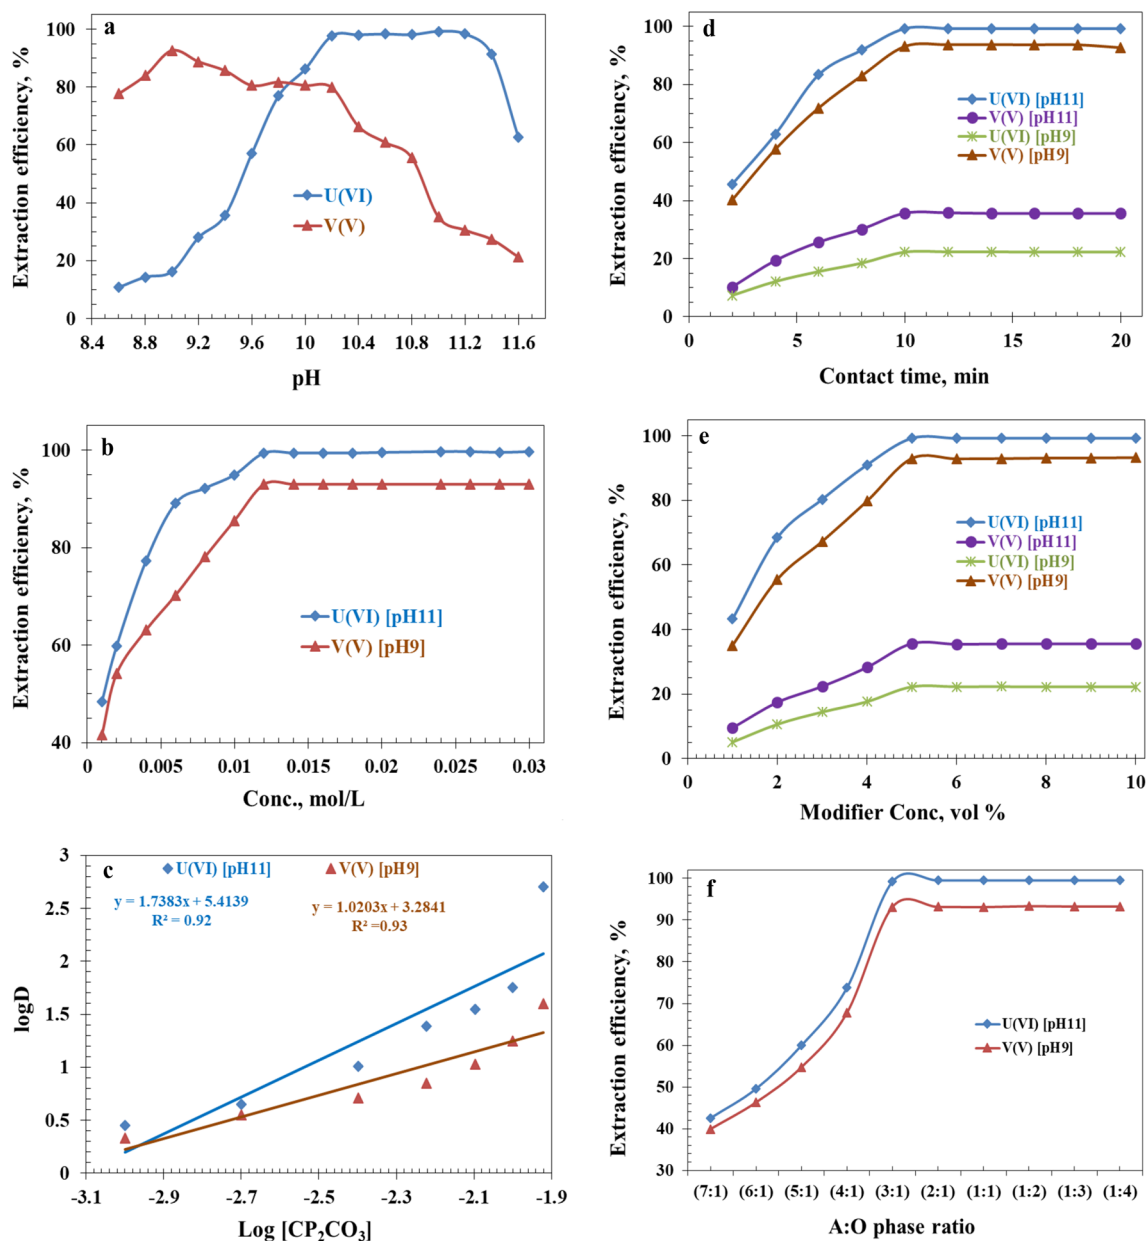 a
Extraction efficiency, %
100
80
60
40
20
0
U(VI)
V(V)
8.4 8.8 9.2 9.6 10 10.4 10.8 11.2 11.6
pH
d
Extraction efficiency, %
100
80
60
40
20
0
U(VI) [pH11]
V(V) [pH11]
U(VI) [pH9]
V(V) [pH9]
0 5 10 15 20
Contact time, min
b
Extraction efficiency, %
100
80
60
40
U(VI) [pH11]
V(V) [pH9]
0 0.005 0.01 0.015 0.02 0.025 0.03
Conc., mol/L
e
Extraction efficiency, %
100
80
60
40
20
0
U(VI) [pH11]
V(V) [pH11]
U(VI) [pH9]
V(V) [pH9]
0 2 4 6 8 10
Modifier Conc, vol %
c
logD
3
2.5
2
1.5
1
0.5
0
U(VI) [pH11] V(V) [pH9]
y = 1.7383x + 5.4139 y = 1.0203x + 3.2841
R² = 0.92 R² =0.93
-3.1 -2.9 -2.7 -2.5 -2.3 -2.1 -1.9
Log [CP₂CO₃]
f
Extraction efficiency, %
100
90
80
70
60
50
40
30
U(VI) [pH11]
V(V) [pH9]
(7:1) (6:1) (5:1) (4:1) (3:1) (2:1) (1:1) (1:2) (1:3) (1:4)
A:O phase ratio